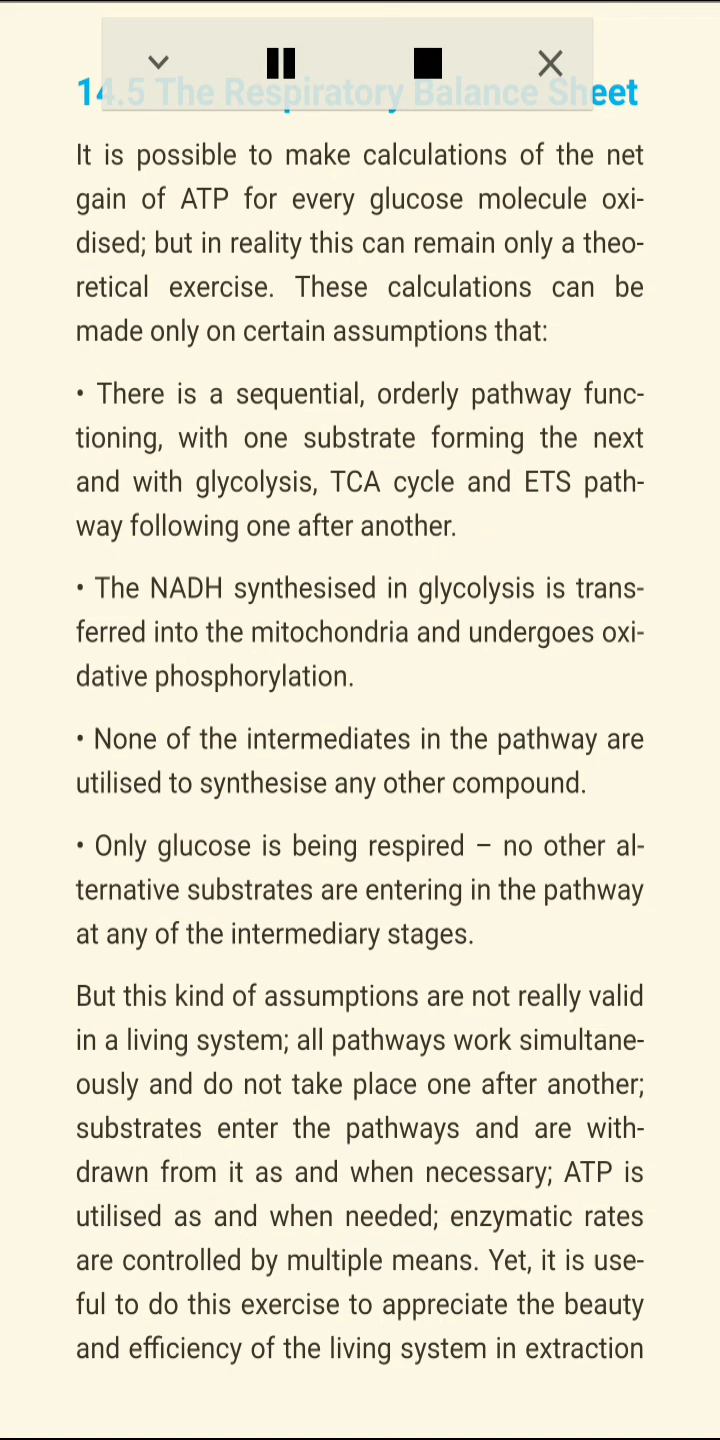 14.5 The Respiratory Balance Sheet
It is possible to make calculations of the net
gain of ATP for every glucose molecule oxi-
dised; but in reality this can remain only a theo-
retical exercise. These calculations can be
made only on certain assumptions that:
• There is a sequential, orderly pathway func-
tioning, with one substrate forming the next
and with glycolysis, TCA cycle and ETS path-
way following one after another.
• The NADH synthesised in glycolysis is trans-
ferred into the mitochondria and undergoes oxi-
dative phosphorylation.
• None of the intermediates in the pathway are
utilised to synthesise any other compound.
• Only glucose is being respired – no other al-
ternative substrates are entering in the pathway
at any of the intermediary stages.
But this kind of assumptions are not really valid
in a living system; all pathways work simultane-
ously and do not take place one after another;
substrates enter the pathways and are with-
drawn from it as and when necessary; ATP is
utilised as and when needed; enzymatic rates
are controlled by multiple means. Yet, it is use-
ful to do this exercise to appreciate the beauty
and efficiency of the living system in extraction